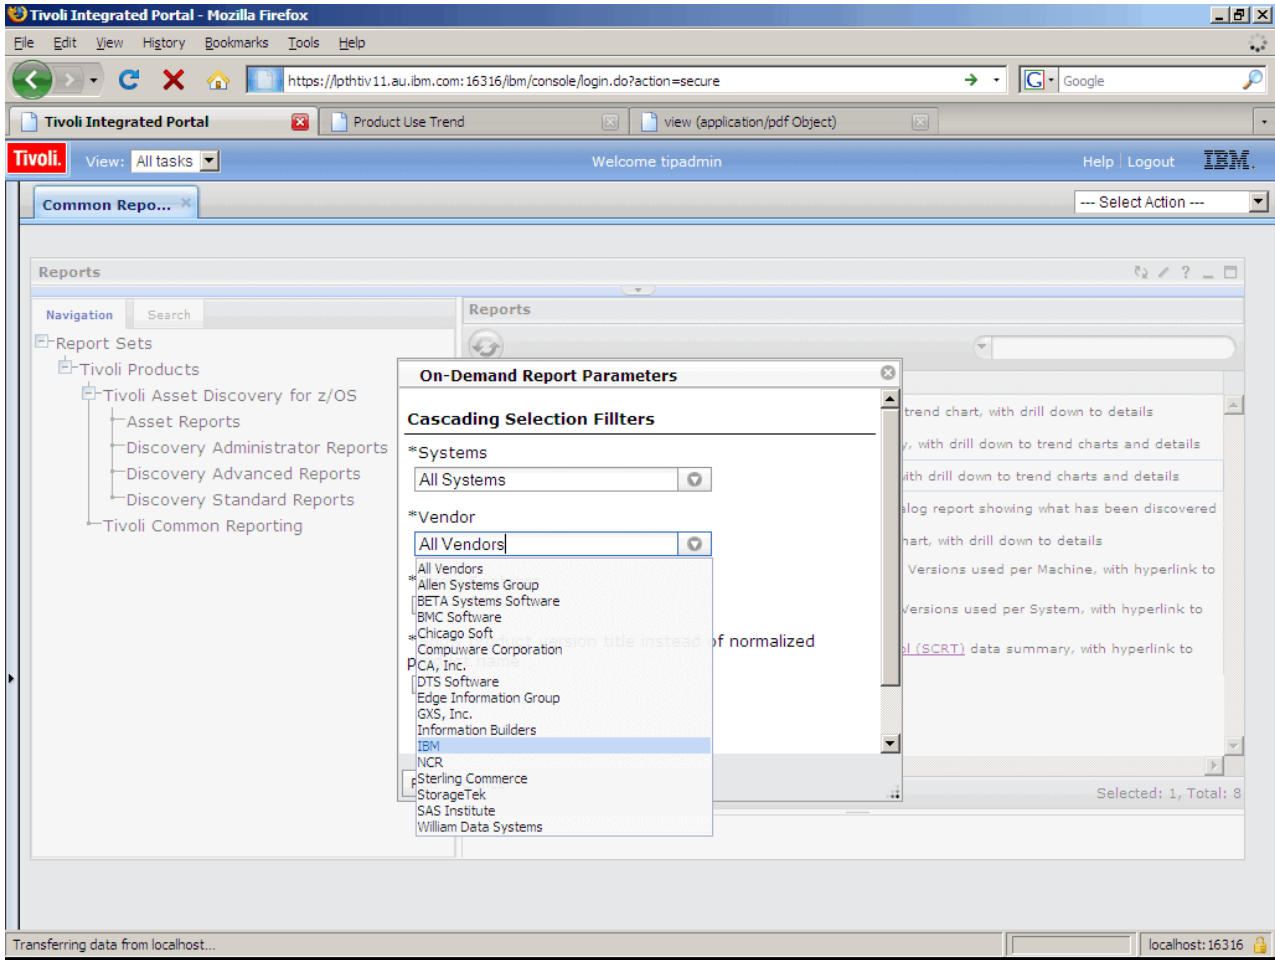 Tivoli Integrated Portal - Mozilla Firefox
File Edit View History Bookmarks Tools Help
https://lpthtiv11.au.ibm.com:16316/ibm/console/login.do?action=secure
G Google
Tivoli Integrated Portal
Product Use Trend
view (application/pdf Object)
Tivoli. View: All tasks Welcome tipadmin Help Logout IBM.
Common Repo... --- Select Action ---
Reports
Navigation Search
Report Sets
Tivoli Products
Tivoli Asset Discovery for z/OS
Asset Reports
Discovery Administrator Reports
Discovery Advanced Reports
Discovery Standard Reports
Tivoli Common Reporting
Reports
On-Demand Report Parameters
Cascading Selection Fillters
*Systems
All Systems
*Vendor
All Vendors
All Vendors
Allen Systems Group
BETA Systems Software
BMC Software
Chicago Soft
Compuware Corporation
CA, Inc.
DTS Software
Edge Information Group
GXS, Inc.
Information Builders
IBM
NCR
Sterling Commerce
StorageTek
SAS Institute
William Data Systems
version title instead of normalized
name
trend chart, with drill down to details
, with drill down to trend charts and details
with drill down to trend charts and details
alog report showing what has been discovered
hart, with drill down to details
Versions used per Machine, with hyperlink to
Versions used per System, with hyperlink to
ol (SCRT) data summary, with hyperlink to
Selected: 1, Total: 8
Transferring data from localhost...
localhost:16316